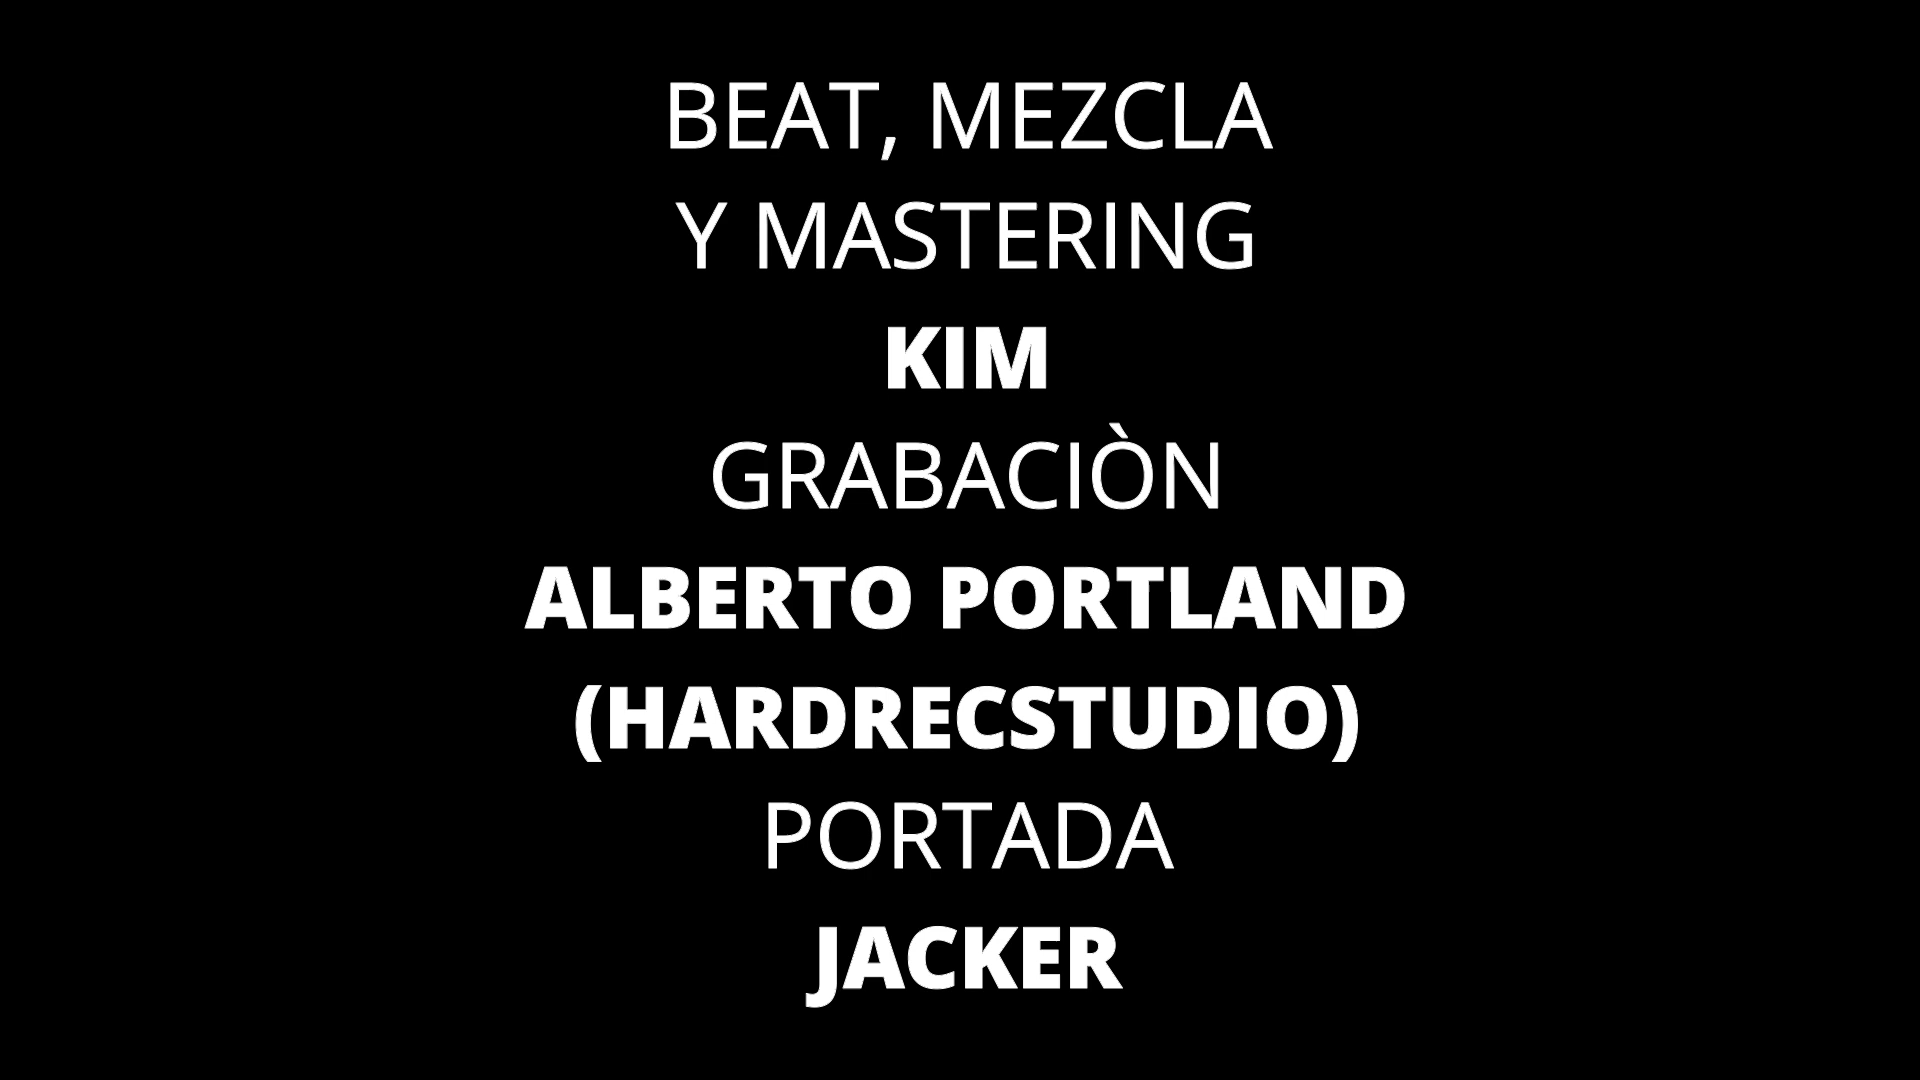 BEAT, MEZCLA
Y MASTERING
KIM
GRABACIÒN
ALBERTO PORTLAND
(HARDRECSTUDIO)
PORTADA
JACKER